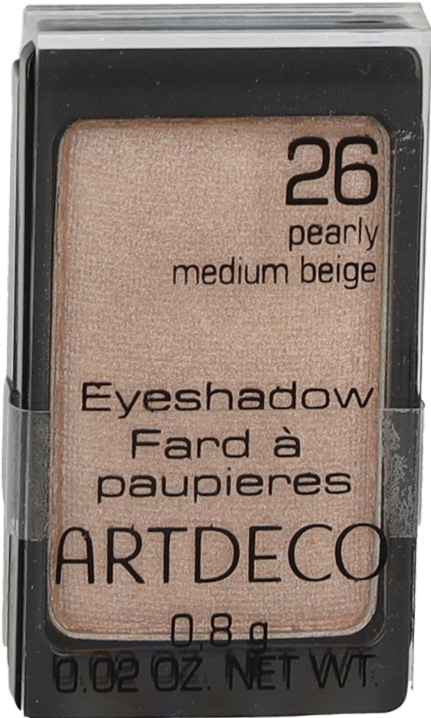 26
pearly
medium beige
Eyeshadow
Fard à
paupieres
ARTDECO
0,8 g
0.02 OZ. NET WT.